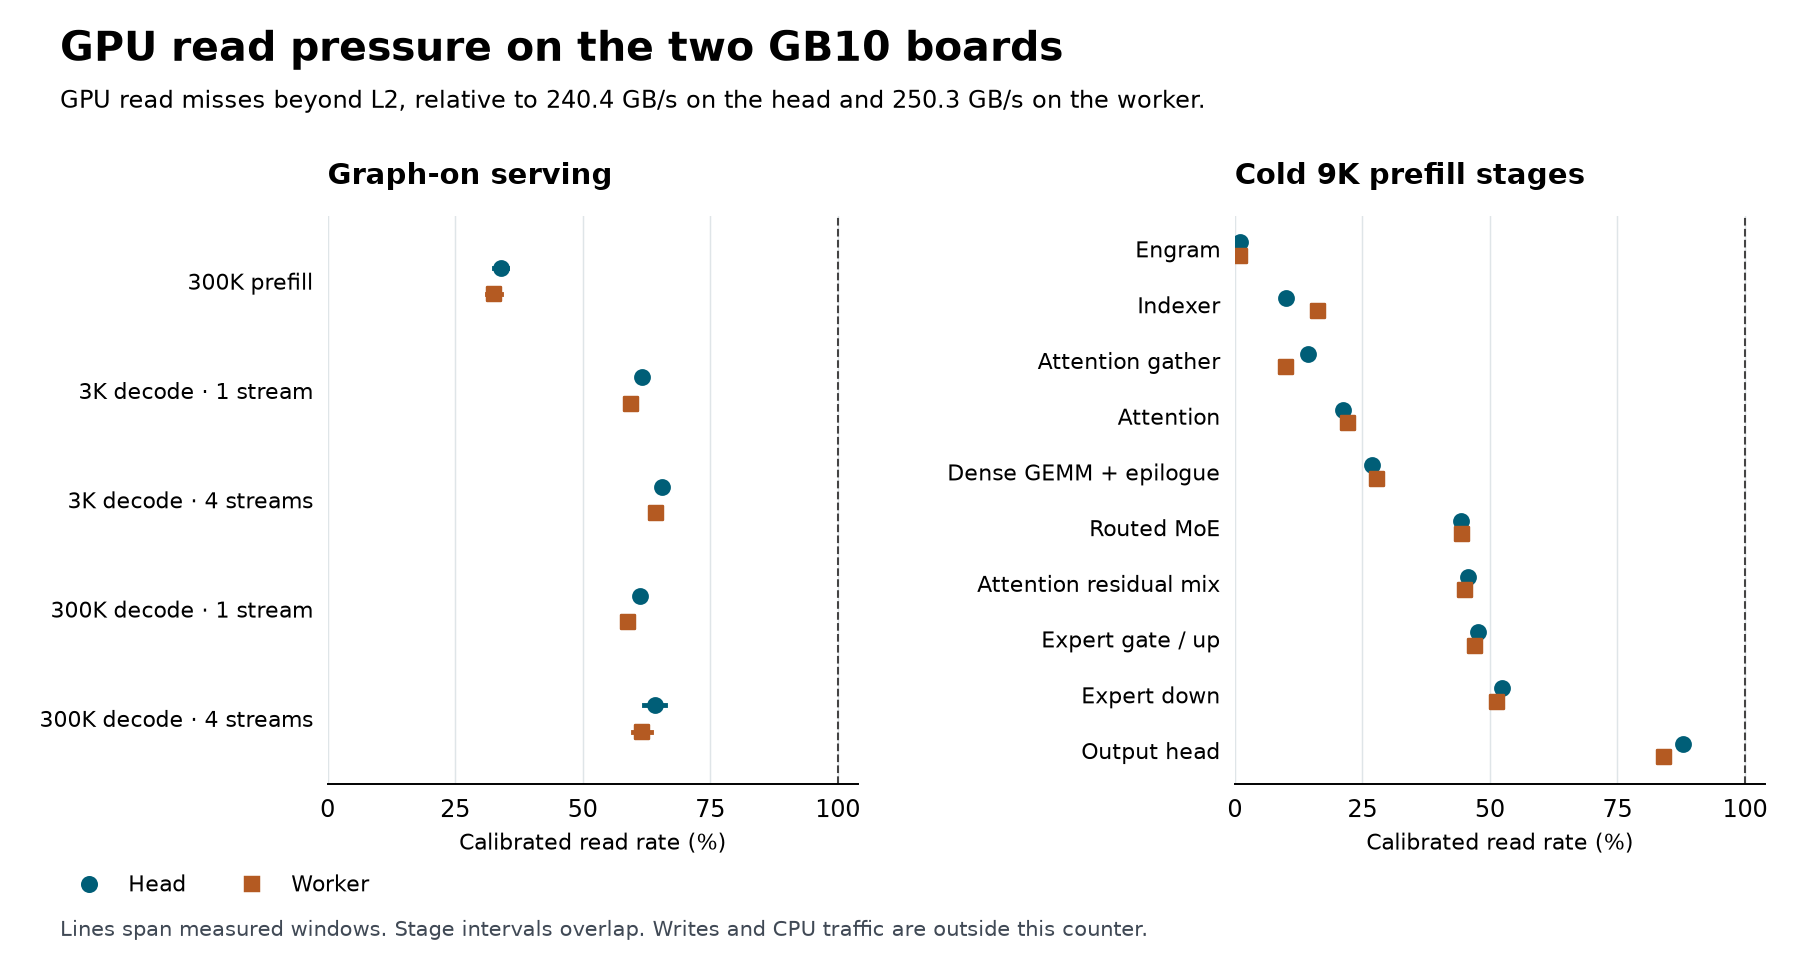 GPU read pressure on the two GB10 boards
GPU read misses beyond L2, relative to 240.4 GB/s on the head and 250.3 GB/s on the worker.
Graph-on serving
300K prefill
3K decode · 1 stream
3K decode · 4 streams
300K decode · 1 stream
300K decode · 4 streams
0 25 50 75 100
Calibrated read rate (%)
Cold 9K prefill stages
Engram
Indexer
Attention gather
Attention
Dense GEMM + epilogue
Routed MoE
Attention residual mix
Expert gate / up
Expert down
Output head
0 25 50 75 100
Calibrated read rate (%)
Head Worker
Lines span measured windows. Stage intervals overlap. Writes and CPU traffic are outside this counter.